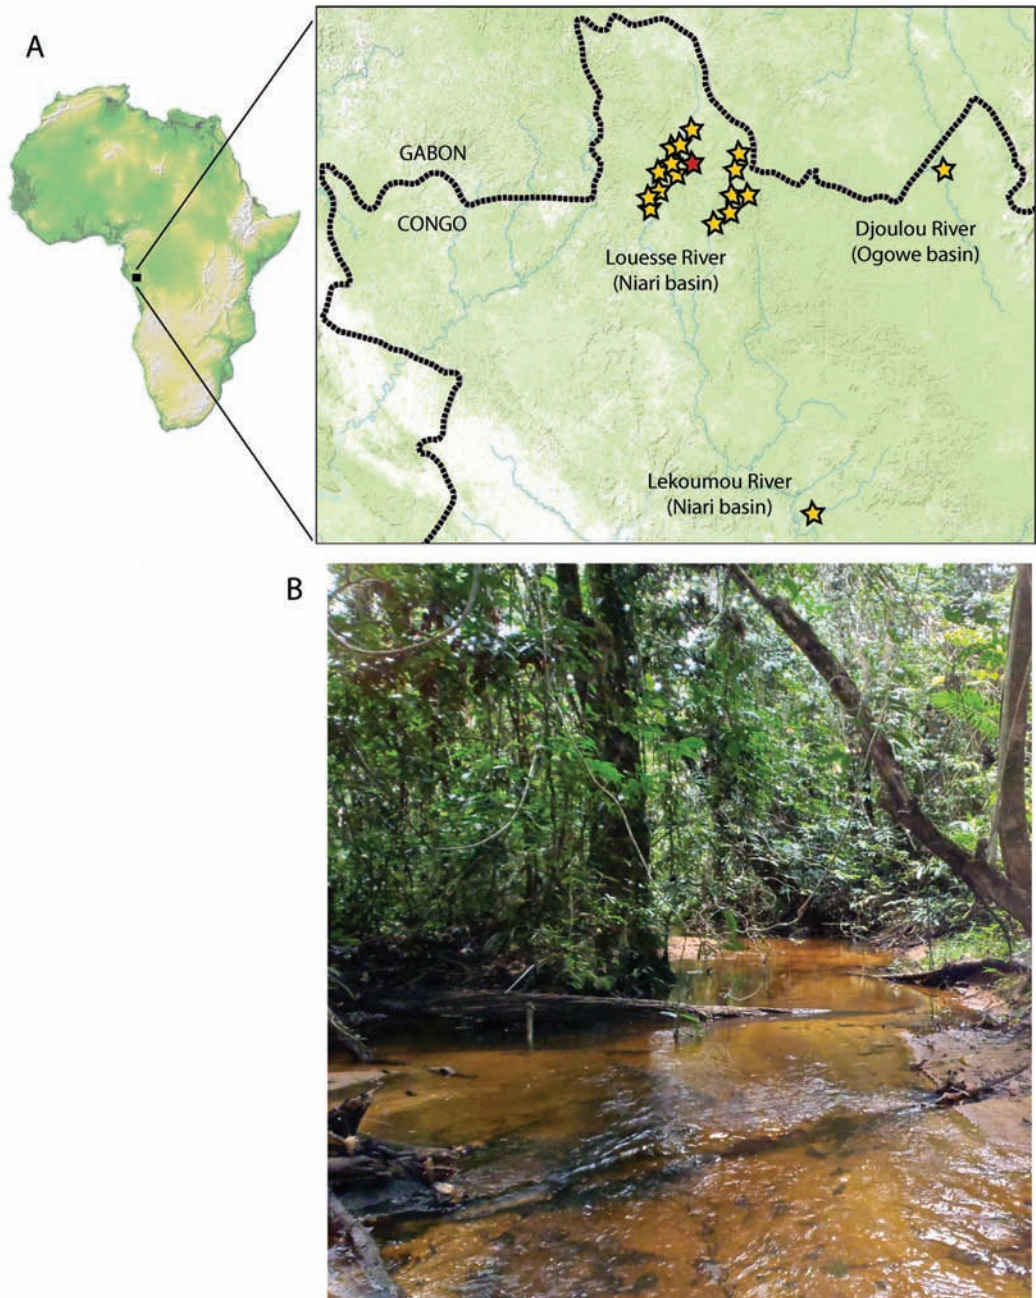 A
GABON
CONGO
Louesse River
(Niari basin)
Djoulou River
(Ogowe basin)
Lekoumou River
(Niari basin)
B